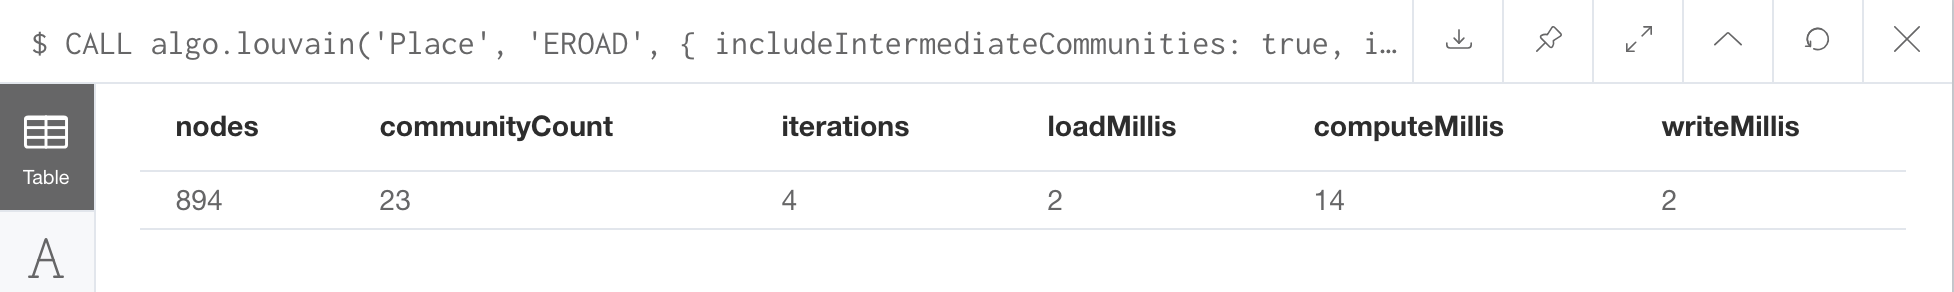 $ CALL algo.louvain('Place', 'EROAD', { includeIntermediateCommunities: true, i…
nodes communityCount iterations loadMillis computeMillis writeMillis
Table
894 23 4 2 14 2
A